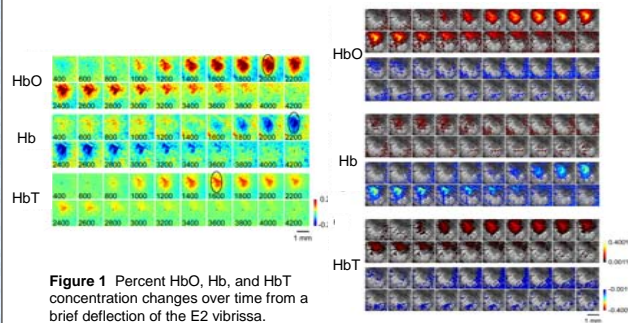 HbO
400 600 800 1000 1200 1400 1600 1800 2000 2200
2400 2600 2800 3000 3200 3400 3600 3800 4000 4200
Hb
400 600 800 1000 1200 1400 1600 1800 2000 2200
2400 2600 2800 3000 3200 3400 3600 3800 4000 4200
HbT
400 600 800 1000 1200 1400 1600 1800 2000 2200
2400 2600 2800 3000 3200 3400 3600 3800 4000 4200
1 mm
Figure 1 Percent HbO, Hb, and HbT
concentration changes over time from a
brief deflection of the E2 vibrissa.
HbO
Hb
HbT
1 mm